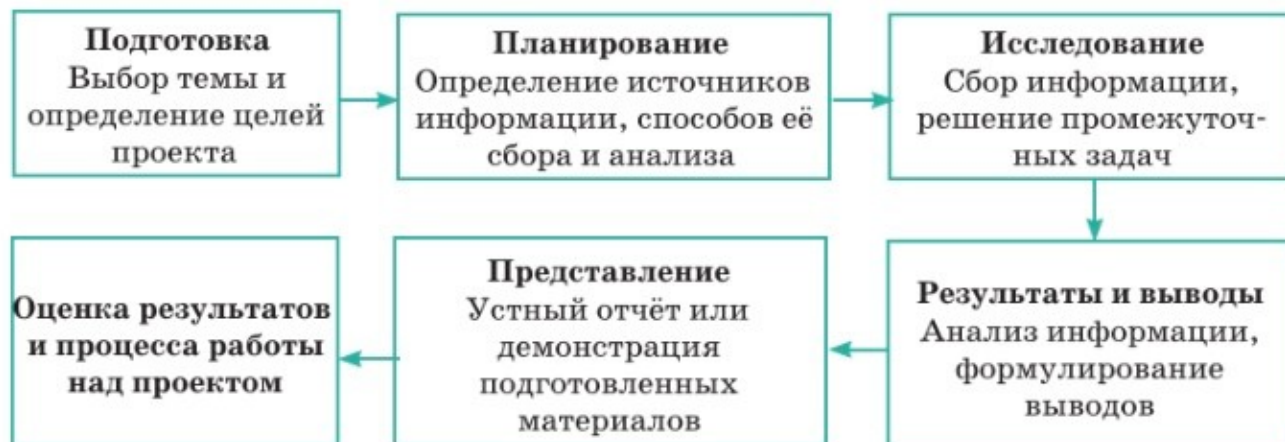 Подготовка
Выбор темы и
определение целей
проекта
Планирование
Определение источников
информации, способов её
сбора и анализа
Исследование
Сбор информации,
решение промежуточ-
ных задач
Результаты и выводы
Анализ информации,
формулирование
выводов
Представление
Устный отчёт или
демонстрация
подготовленных
материалов
Оценка результатов
и процесса работы
над проектом